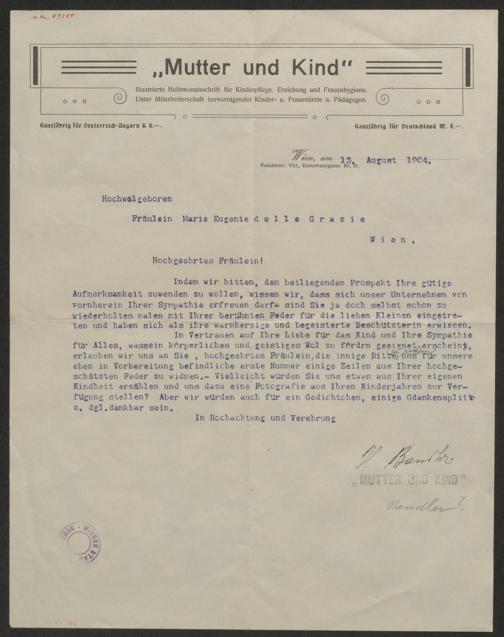 „Mutter und Kind“
Illustrierte Halbmonatsschrift für Kinderpflege, Erziehung und Frauenhygiene.
Unter Mitarbeiterschaft hervorragender Kinder- u. Frauenärzte u. Pädagogen.
Ganzjährig für Oesterreich-Ungarn K 6.—. Ganzjährig für Deutschland M. 6.—.
Wien, am 13. August 1904.
Redaktion: VI/1,
Hochwolgeboren
Fräulein Marie Eugenie delle Grazie
Wien.
Hochgeehrtes Fräulein!
Indem wir bitten, dem beiliegenden Prospekt Ihre gütige
Aufmerksamkeit zuwenden zu wollen, wissen wir, dass sich unser Unternehmen von
vornherein Ihrer Sympathie erfreuen darf, sind Sie ja doch selbst schon zu
wiederholten malen mit Ihrer berühmten Feder für die lieben Kleinen eingetre-
ten und haben sich als ihre warmherzige und begeisterte Beschützerin erwiesen.
Im Vertrauen auf Ihre Liebe für das Kind und Ihre Sympathie
für Alles, wassein körperliches und geistiges Wol zu fördrn geeignet erscheint,
erlauben wir uns an Sie, hochgeehrtes Fräulein, die innige Bitte, uns für unsere
eben in Vorbereitung befindliche erste Nummer einige Zeilen aus Ihrer hochge-
schätzten Feder zu widmen.- Vielleicht würden Sie uns etwas aus Ihrer eigenen
Kindheit erzählen und uns dazu eine Fotografie aus Ihren Kinderjahren zur Ver-
fügung stellen? Aber wir würden auch für ein Gedichtchen, einige Gdankensplitte
o. dgl. dankbar sein.
In Hochachtung und Verehrung
„MUTTER UND KIND“
Bandler?